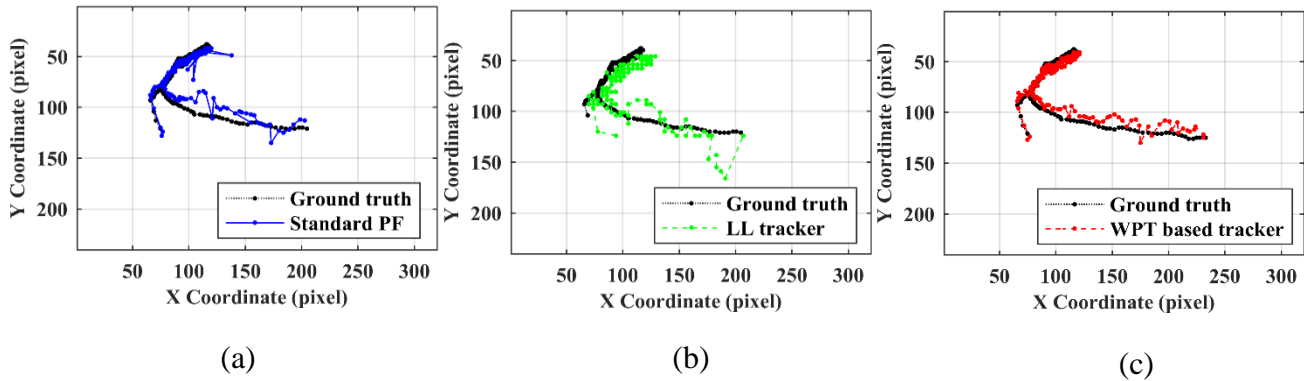 Y Coordinate (pixel)
50
100
150
200
Ground truth
Standard PF
50 100 150 200 250 300
X Coordinate (pixel)
(a)
Y Coordinate (pixel)
50
100
150
200
Ground truth
LL tracker
50 100 150 200 250 300
X Coordinate (pixel)
(b)
Y Coordinate (pixel)
50
100
150
200
Ground truth
WPT based tracker
50 100 150 200 250 300
X Coordinate (pixel)
(c)